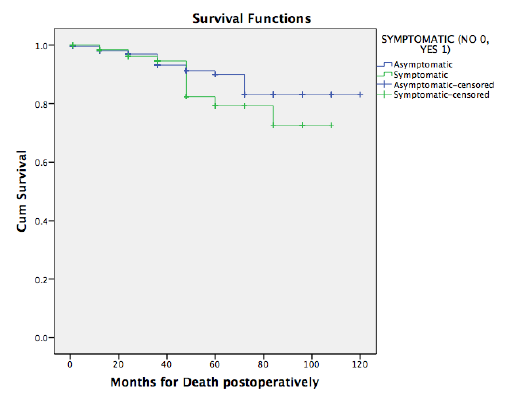 Survival Functions
SYMPTOMATIC (NO 0,
YES 1)
Asymptomatic
Symptomatic
Asymptomatic-censored
Symptomatic-censored
Cum Survival
1.0
0.8
0.6
0.4
0.2
0.0
0 20 40 60 80 100 120
Months for Death postoperatively